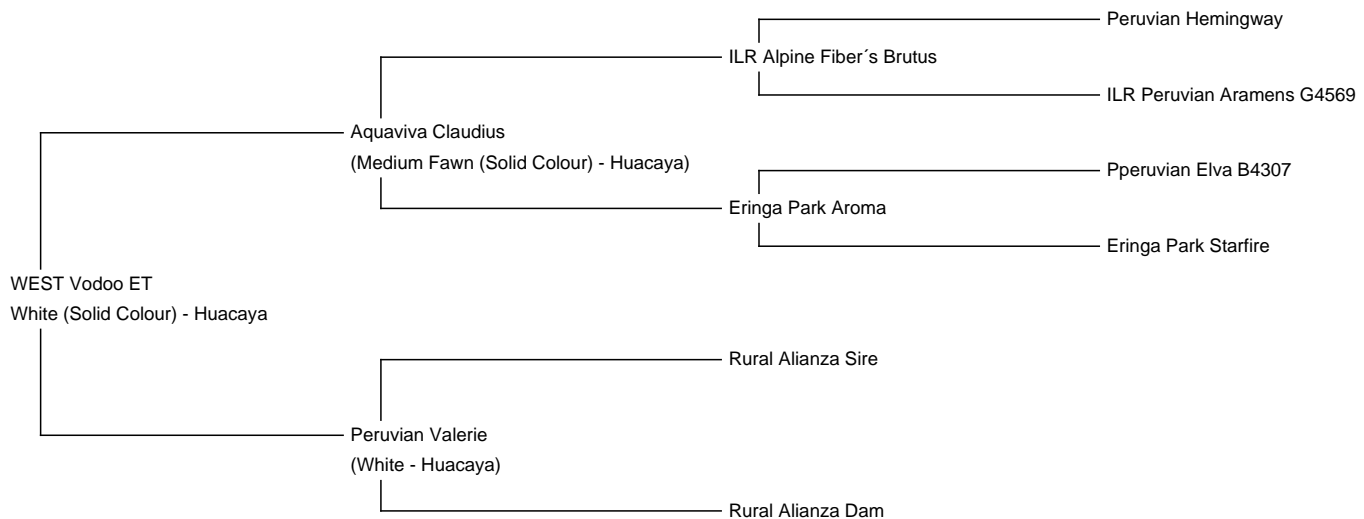 Peruvian Hemingway
ILR Alpine Fiber´s Brutus
ILR Peruvian Aramens G4569
Aquaviva Claudius
(Medium Fawn (Solid Colour) - Huacaya)
Pperuvian Elva B4307
Eringa Park Aroma
Eringa Park Starfire
WEST Vodoo ET
White (Solid Colour) - Huacaya
Rural Alianza Sire
Peruvian Valerie
(White - Huacaya)
Rural Alianza Dam